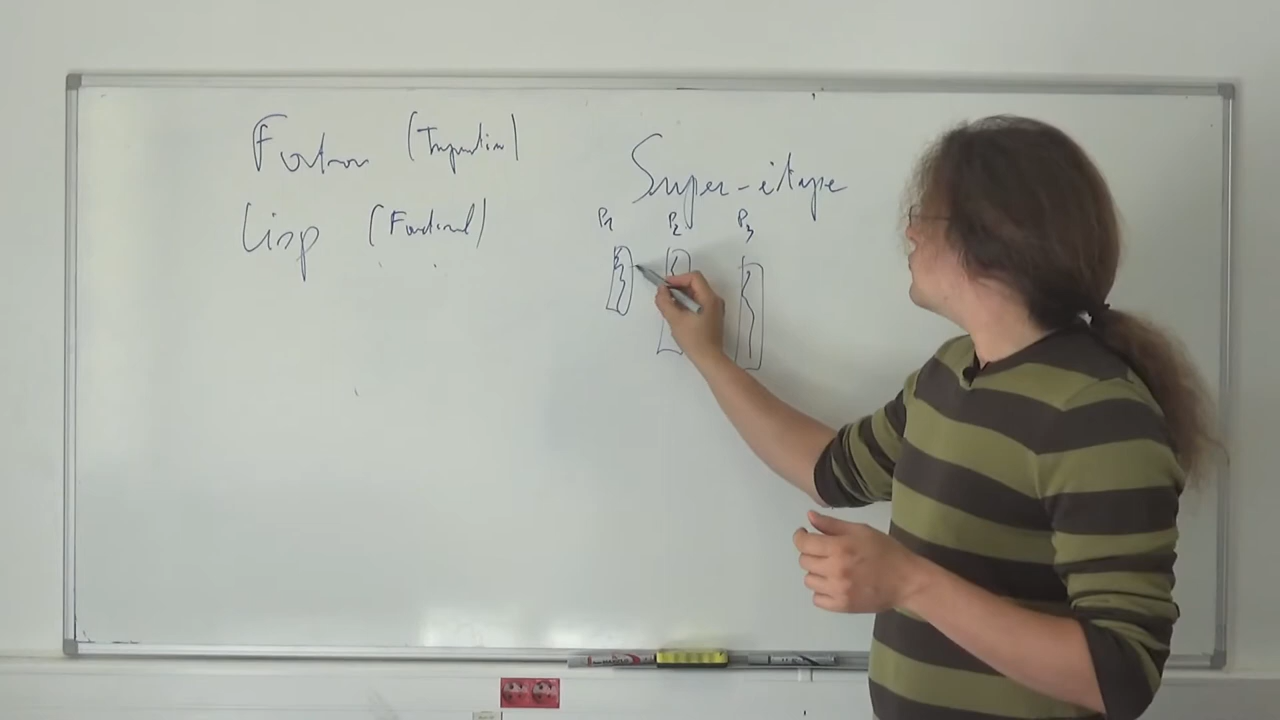 Fortran (Impératif)
Lisp (Fonctionnel)
Super-étape
P1 P2 P3